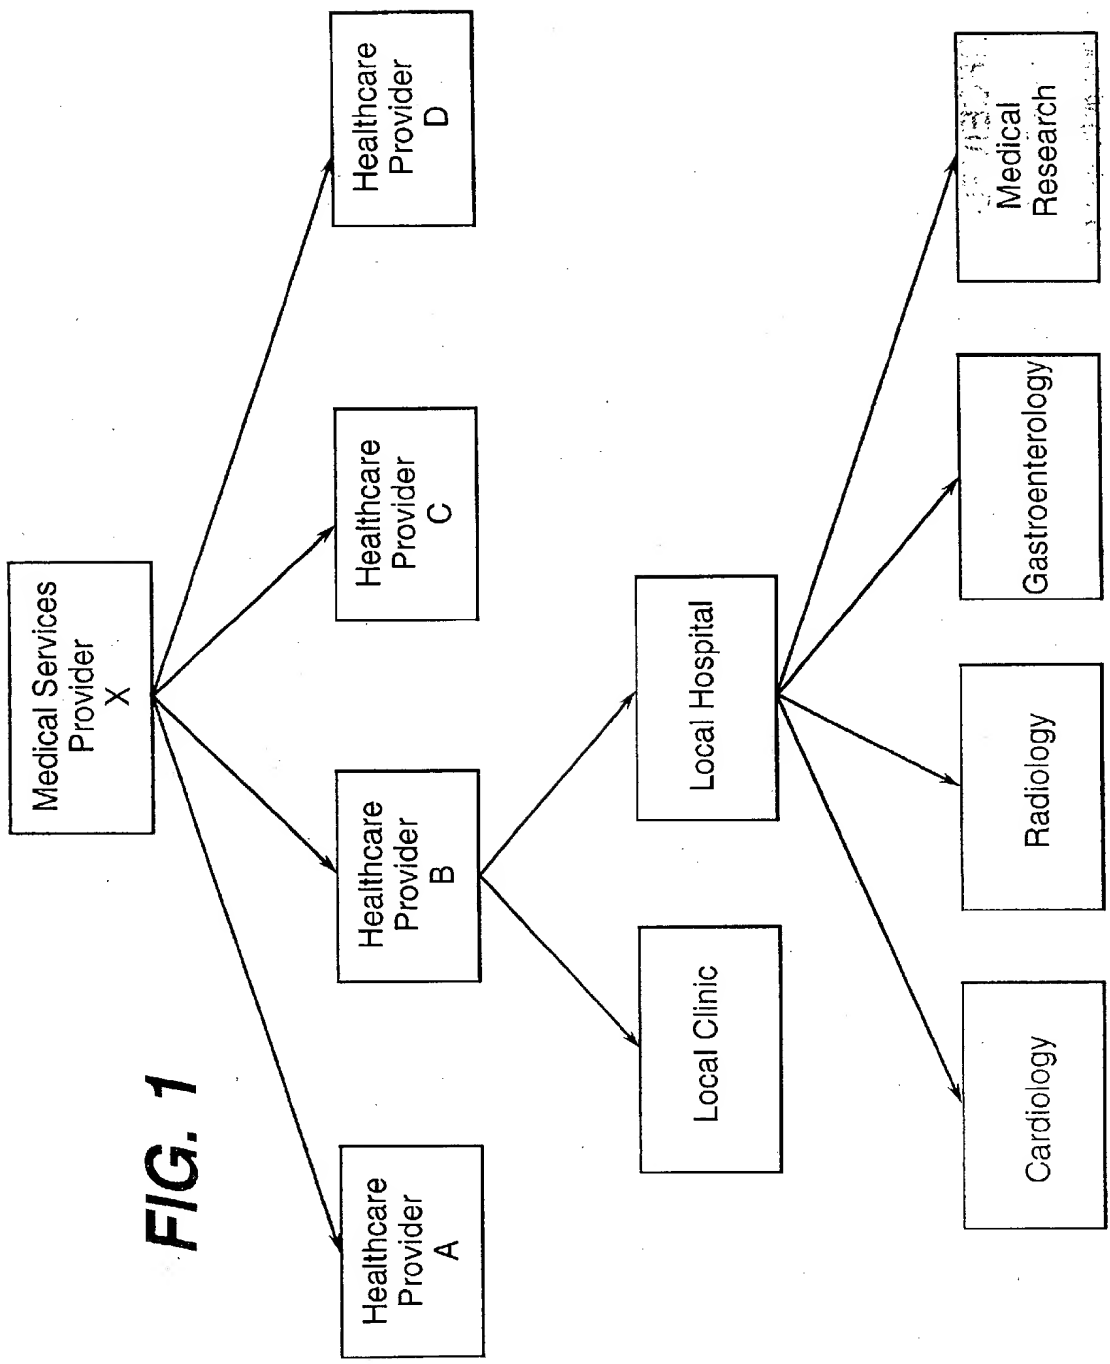 FIG. 1
Medical Services
Provider
X
Healthcare
Provider
A
Healthcare
Provider
B
Healthcare
Provider
C
Healthcare
Provider
D
Local Clinic
Local Hospital
Cardiology
Radiology
Gastroenterology
Medical
Research